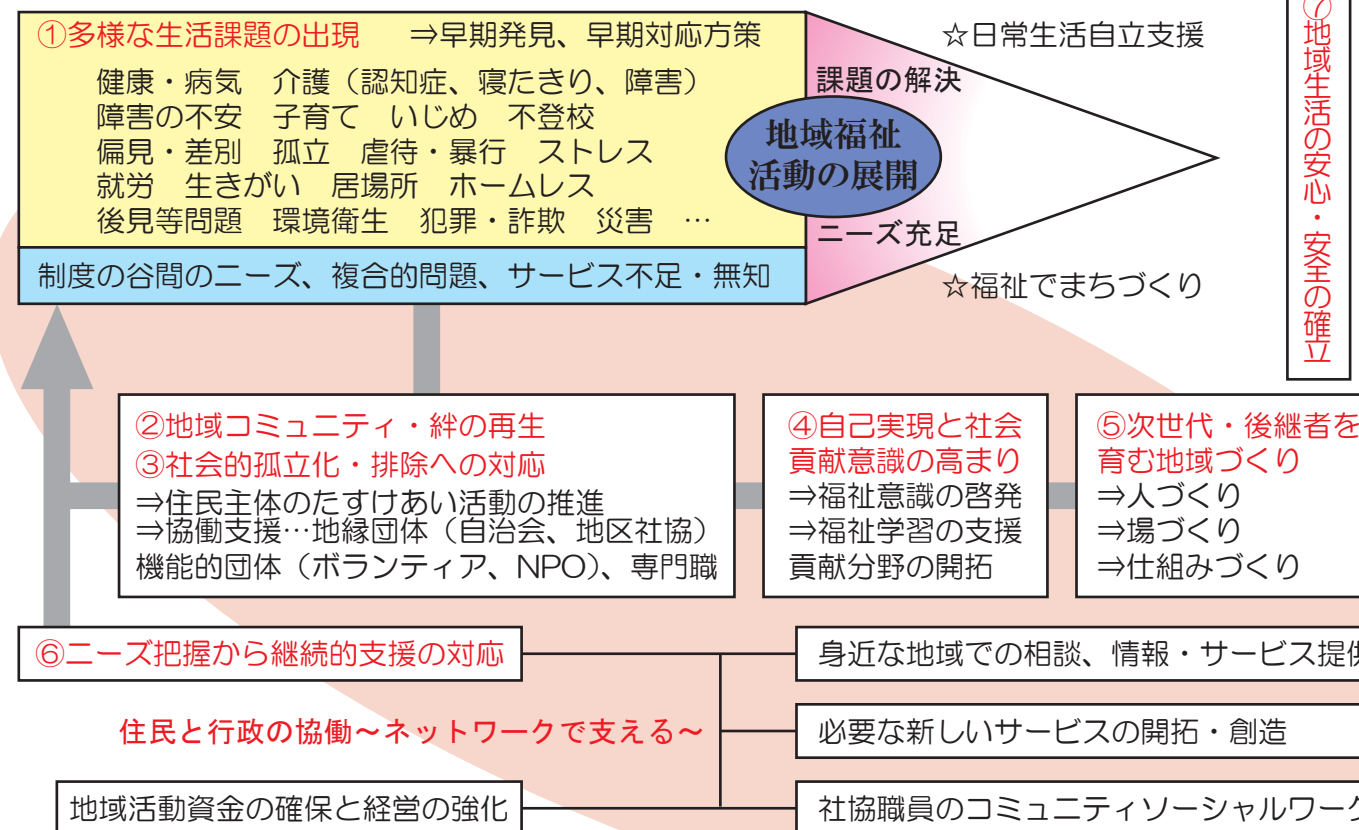 ①多様な生活課題の出現　⇒早期発見、早期対応方策
健康・病気　介護（認知症、寝たきり、障害）
障害の不安　子育て　いじめ　不登校
偏見・差別　孤立　虐待・暴行　ストレス
就労　生きがい　居場所　ホームレス
後見等問題　環境衛生　犯罪・詐欺　災害　…
制度の谷間のニーズ、複合的問題、サービス不足・無知
課題の解決
地域福祉
活動の展開
ニーズ充足
☆日常生活自立支援
☆福祉でまちづくり
⑦地域生活の安心・安全の確立
②地域コミュニティ・絆の再生
③社会的孤立化・排除への対応
⇒住民主体のたすけあい活動の推進
⇒協働支援…地縁団体（自治会、地区社協）
機能的団体（ボランティア、NPO）、専門職
④自己実現と社会
貢献意識の高まり
⇒福祉意識の啓発
⇒福祉学習の支援
貢献分野の開拓
⑤次世代・後継者を
育む地域づくり
⇒人づくり
⇒場づくり
⇒仕組みづくり
⑥ニーズ把握から継続的支援の対応
住民と行政の協働～ネットワークで支える～
地域活動資金の確保と経営の強化
身近な地域での相談、情報・サービス提供
必要な新しいサービスの開拓・創造
社協職員のコミュニティソーシャルワーク